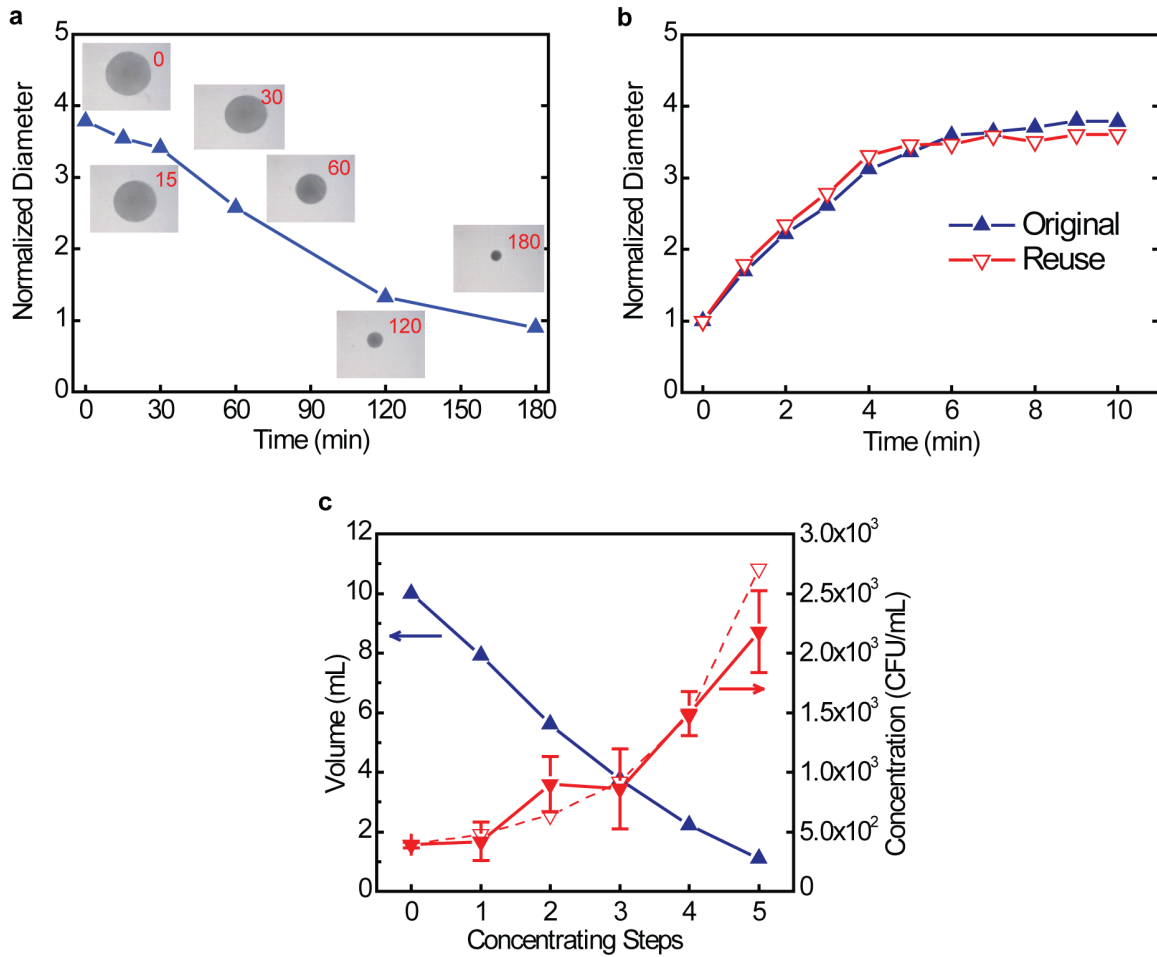 a
Normalized Diameter
5
4
3
2
1
0
0
30
15
60
180
120
0 30 60 90 120 150 180
Time (min)
b
Normalized Diameter
5
4
3
2
1
0
Original
Reuse
0 2 4 6 8 10
Time (min)
c
Volume (mL)
12
10
8
6
4
2
0
3.0x10³
2.5x10³
2.0x10³
1.5x10³
1.0x10³
5.0x10²
0
Concentration (CFU/mL)
0 1 2 3 4 5
Concentrating Steps